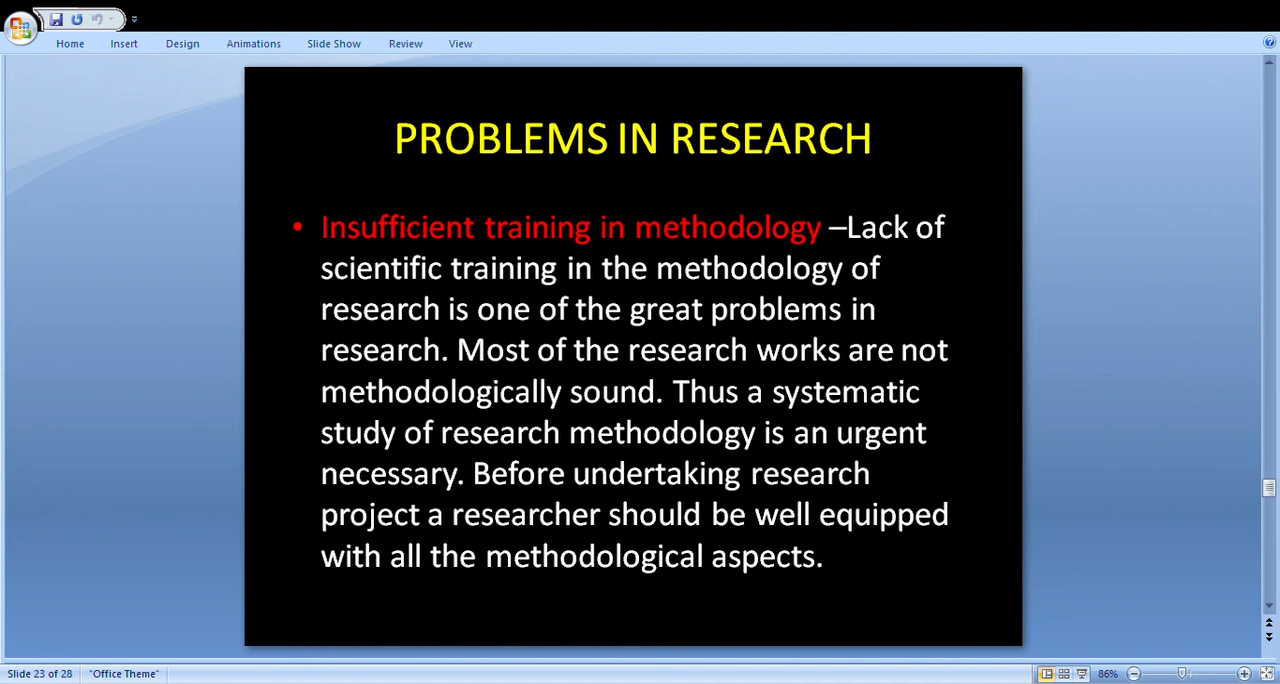 Home Insert Design Animations Slide Show Review View
PROBLEMS IN RESEARCH
• Insufficient training in methodology –Lack of
scientific training in the methodology of
research is one of the great problems in
research. Most of the research works are not
methodologically sound. Thus a systematic
study of research methodology is an urgent
necessary. Before undertaking research
project a researcher should be well equipped
with all the methodological aspects.
Slide 23 of 28 "Office Theme" 86%